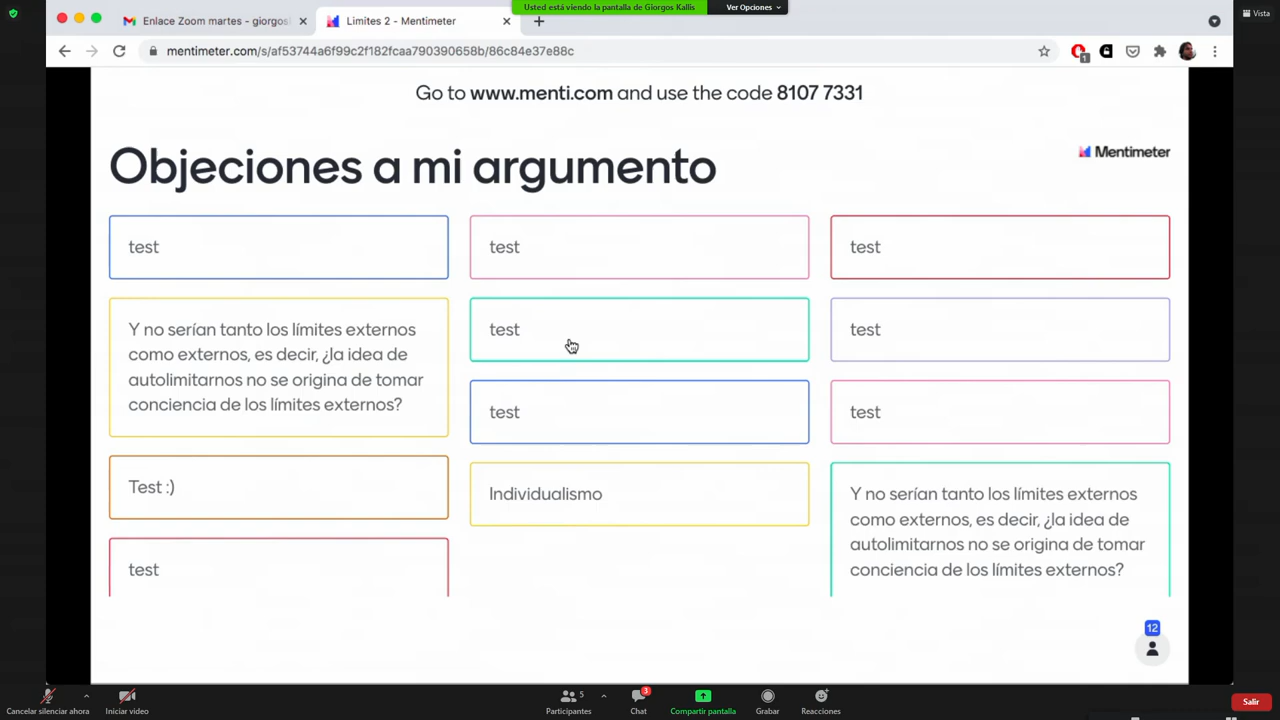 Usted está viendo la pantalla de Giorgos Kallis
Ver Opciones
Vista
Enlace Zoom martes - giorgosl
Limites 2 - Mentimeter
mentimeter.com/s/af53744a6f99c2f182fcaa790390658b/86c84e37e88c
1
Go to www.menti.com and use the code 8107 7331
Objeciones a mi argumento
Mentimeter
test
test
test
Y no serían tanto los límites externos
como externos, es decir, ¿la idea de
autolimitarnos no se origina de tomar
conciencia de los límites externos?
test
test
test
test
Test :)
Individualismo
Y no serían tanto los límites externos
como externos, es decir, ¿la idea de
autolimitarnos no se origina de tomar
conciencia de los límites externos?
test
12
Cancelar silenciar ahora
Iniciar video
Participantes
5
Chat
3
Compartir pantalla
Grabar
Reacciones
Salir